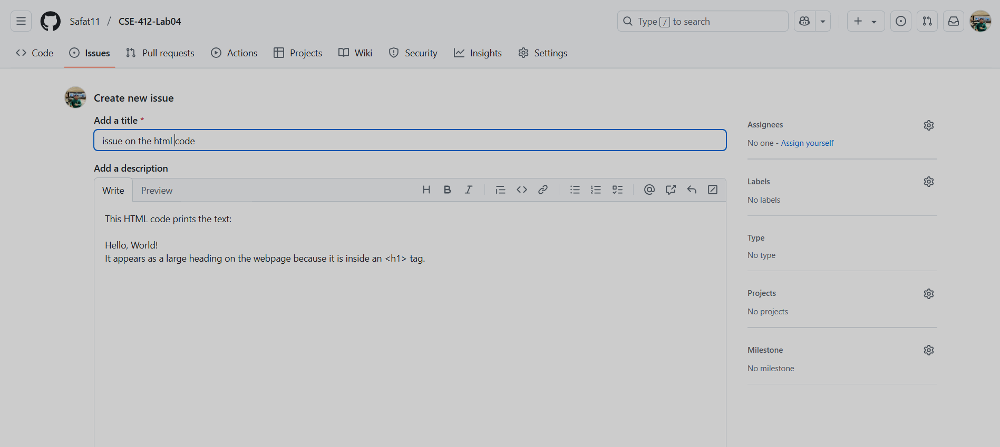 Safat11 / CSE-412-Lab04
Type / to search
Code
Issues
Pull requests
Actions
Projects
Wiki
Security
Insights
Settings
Create new issue
Add a title *
issue on the html code
Add a description
Write
Preview
This HTML code prints the text:
Hello, World!
It appears as a large heading on the webpage because it is inside an <h1> tag.
Assignees
No one - Assign yourself
Labels
No labels
Type
No type
Projects
No projects
Milestone
No milestone